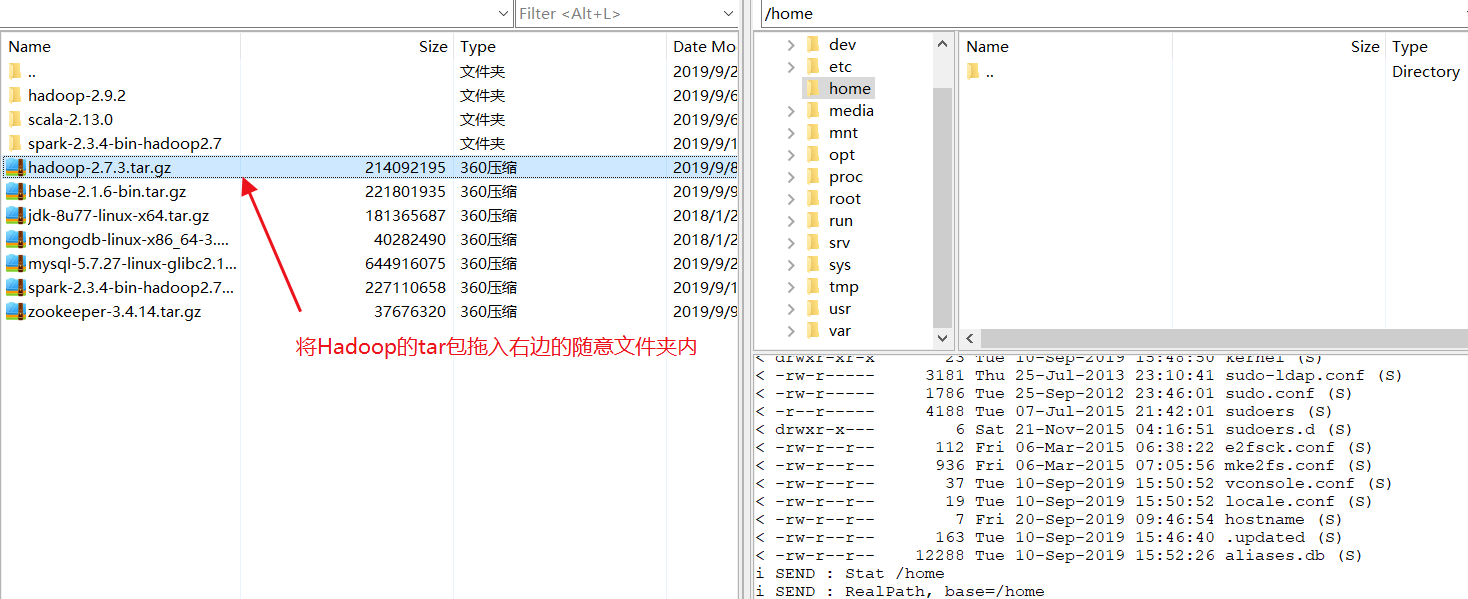 Filter <Alt+L>
Name Size Type Date Mo
.. 文件夹 2019/9/2
hadoop-2.9.2 文件夹 2019/9/6
scala-2.13.0 文件夹 2019/9/6
spark-2.3.4-bin-hadoop2.7 文件夹 2019/9/1
hadoop-2.7.3.tar.gz 214092195 360压缩 2019/9/8
hbase-2.1.6-bin.tar.gz 221801935 360压缩 2019/9/9
jdk-8u77-linux-x64.tar.gz 181365687 360压缩 2018/1/2
mongodb-linux-x86_64-3.... 40282490 360压缩 2018/1/2
mysql-5.7.27-linux-glibc2.1... 644916075 360压缩 2019/9/2
spark-2.3.4-bin-hadoop2.7... 227110658 360压缩 2019/9/1
zookeeper-3.4.14.tar.gz 37676320 360压缩 2019/9/9
将Hadoop的tar包拖入右边的随意文件夹内
/home
dev
etc
home
media
mnt
opt
proc
root
run
srv
sys
tmp
usr
var
Name Size Type
.. Directory
< drwxr-xr-x 23 Tue 10-Sep-2019 15:48:50 kernel (S)
< -rw-r----- 3181 Thu 25-Jul-2013 23:10:41 sudo-ldap.conf (S)
< -rw-r----- 1786 Tue 25-Sep-2012 23:46:01 sudo.conf (S)
< -r--r----- 4188 Tue 07-Jul-2015 21:42:01 sudoers (S)
< drwxr-x--- 6 Sat 21-Nov-2015 04:16:51 sudoers.d (S)
< -rw-r--r-- 112 Fri 06-Mar-2015 06:38:22 e2fsck.conf (S)
< -rw-r--r-- 936 Fri 06-Mar-2015 07:05:56 mke2fs.conf (S)
< -rw-r--r-- 37 Tue 10-Sep-2019 15:50:52 vconsole.conf (S)
< -rw-r--r-- 19 Tue 10-Sep-2019 15:50:52 locale.conf (S)
< -rw-r--r-- 7 Fri 20-Sep-2019 09:46:54 hostname (S)
< -rw-r--r-- 163 Tue 10-Sep-2019 15:46:40 .updated (S)
< -rw-r--r-- 12288 Tue 10-Sep-2019 15:52:26 aliases.db (S)
i SEND : Stat /home
i SEND : RealPath, base=/home